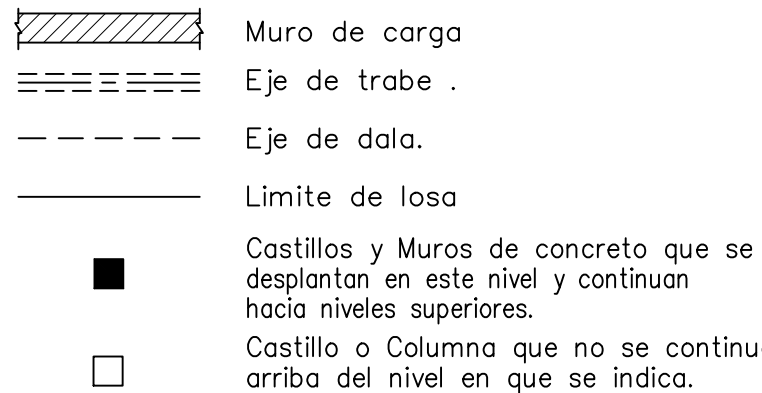 Muro de carga
Eje de trabe .
Eje de dala.
Limite de losa
Castillos y Muros de concreto que se
desplantan en este nivel y continuan
hacia niveles superiores.
Castillo o Columna que no se continu
arriba del nivel en que se indica.